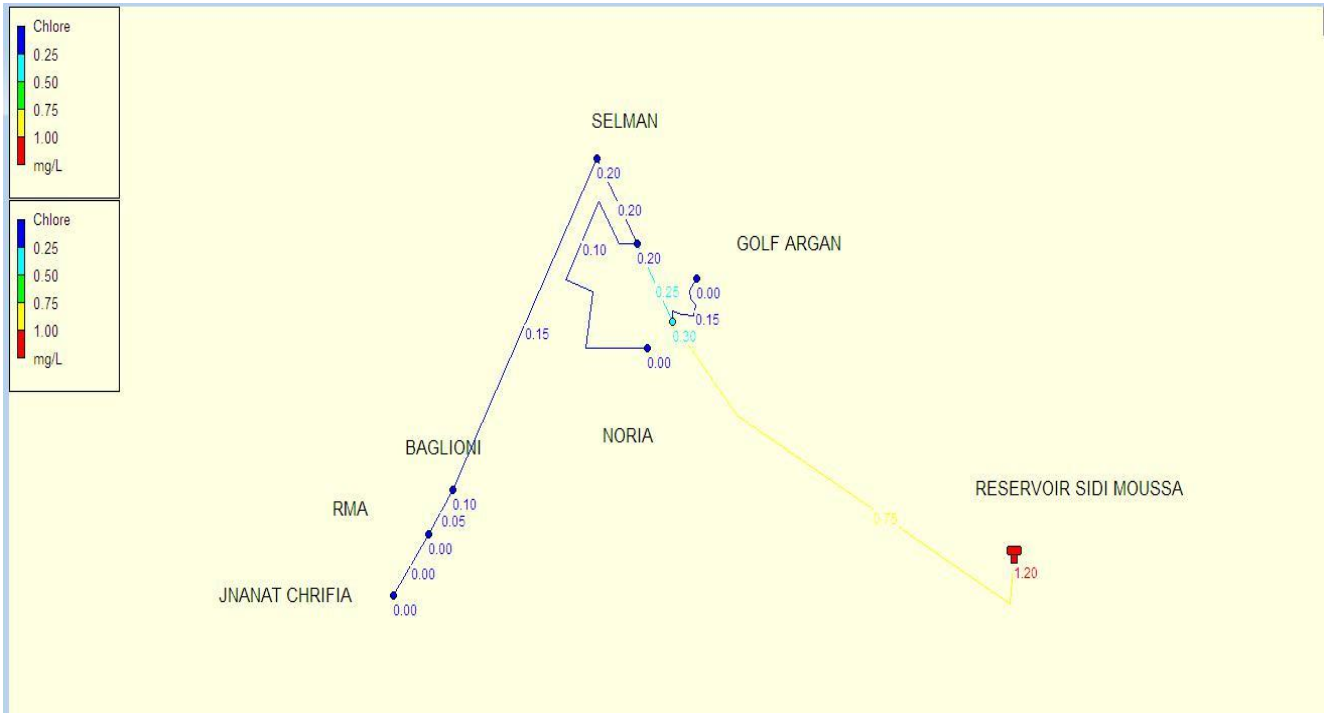 Chlore
0.25
0.50
0.75
1.00
mg/L
Chlore
0.25
0.50
0.75
1.00
mg/L
SELMAN
0.20
0.20
0.10
0.20
GOLF ARGAN
0.25
0.00
0.15
0.30
0.15
0.00
NORIA
BAGLIONI
0.10
RMA
0.05
0.00
0.00
JNANAT CHRIFIA
0.00
RESERVOIR SIDI MOUSSA
0.75
1.20